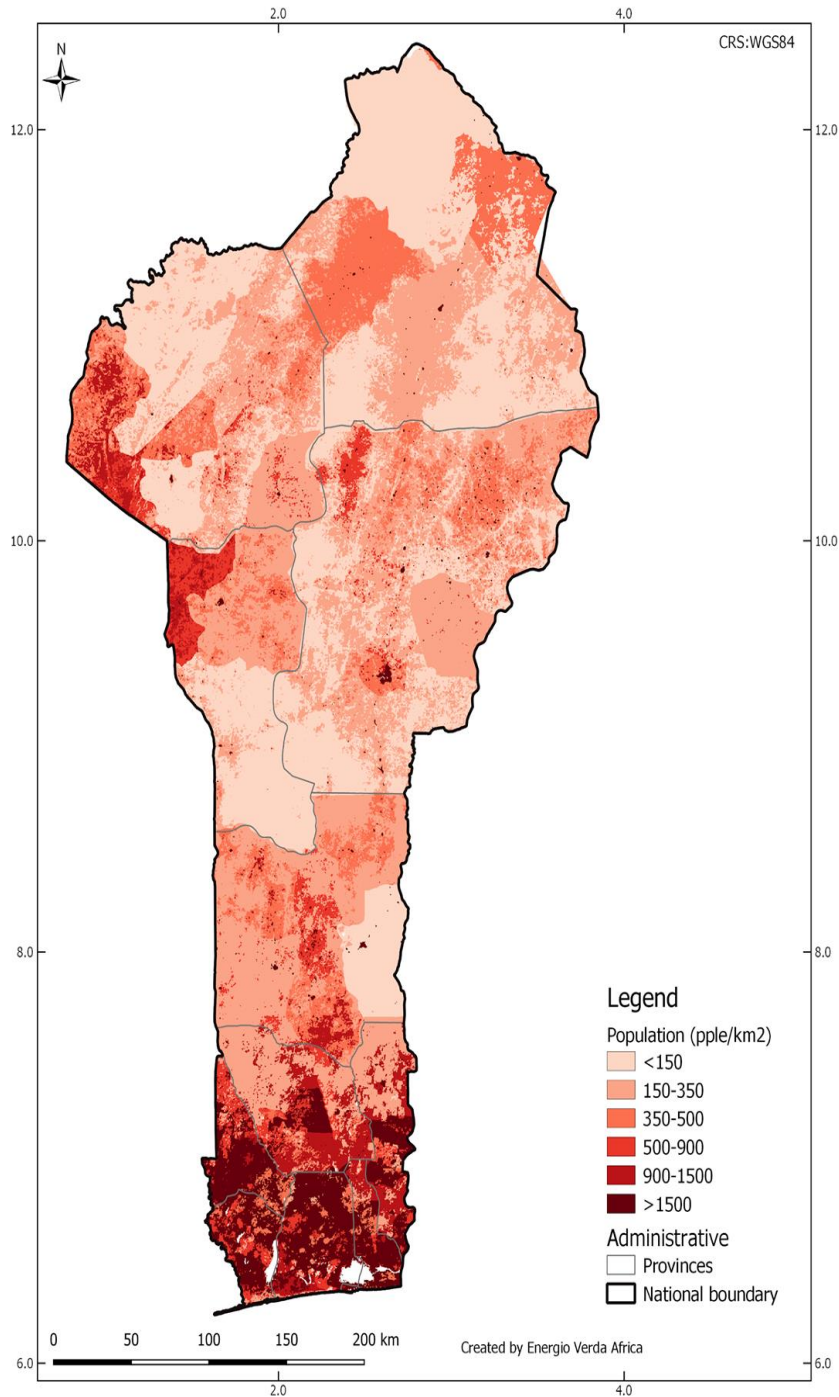 2.0
4.0
CRS:WGS84
N
12.0
12.0
10.0
10.0
8.0
8.0
Legend
Population (pple/km2)
<150
150-350
350-500
500-900
900-1500
>1500
Administrative
Provinces
National boundary
0 50 100 150 200 km
Created by Energio Verda Africa
6.0
6.0
2.0
4.0